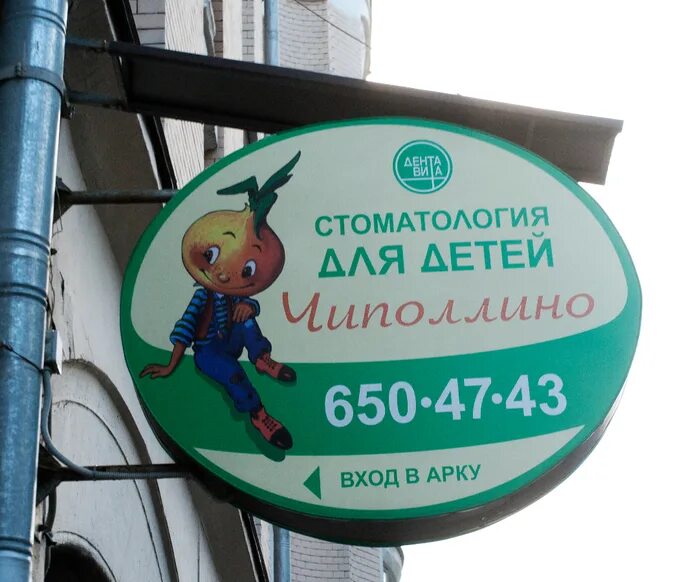 ДЕНТА
ВИТА
СТОМАТОЛОГИЯ
ДЛЯ ДЕТЕЙ
Чиполлино
650•47•43
ВХОД В АРКУ